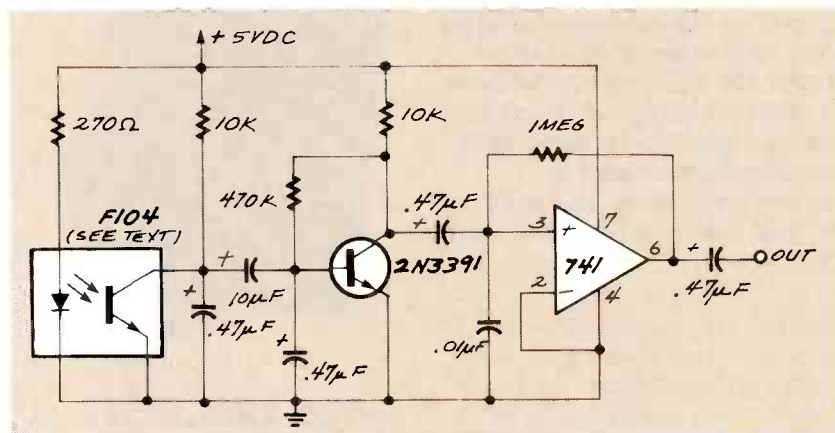 +5VDC
270Ω
10K
10K
1MEG
470K
.47µF
F104
(SEE TEXT)
+
3
+
7
6
+
OUT
2
-
741
4
2N3391
+
10µF
.47µF
+
.47µF
+
.47µF
.01µF